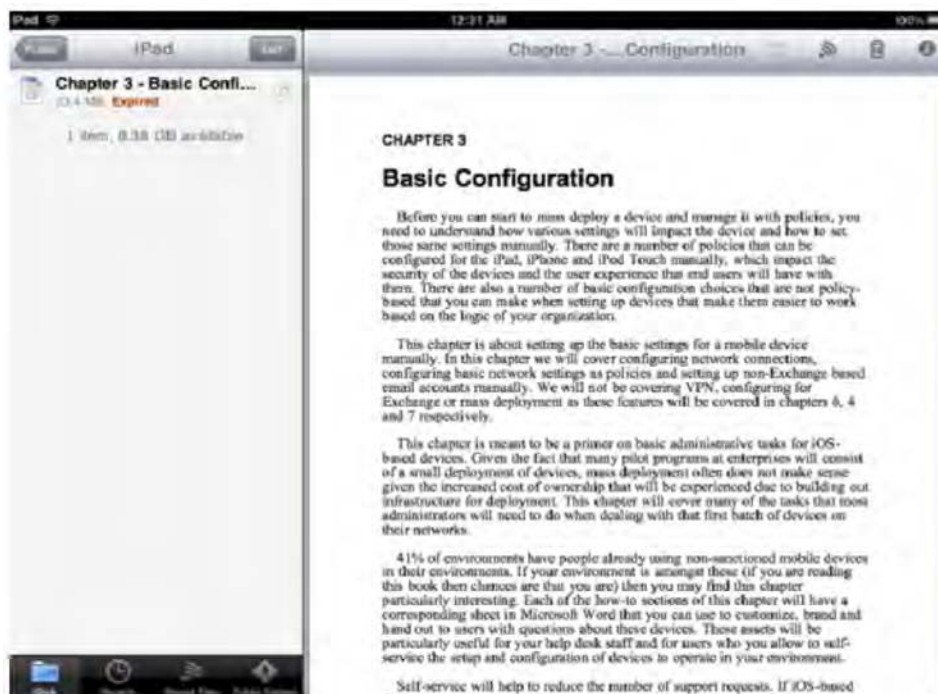 iPad
12:31 AM
100%
iPad
Edit
Chapter 3 - Basic Confi....
Expired
1 item, 8.38 GB available
Chapter 3 -...Configuration
CHAPTER 3
Basic Configuration
Before you can start to mass deploy a device and manage it with policies, you
need to understand how various settings will impact the device and how to set
those same settings manually. There are a number of policies that can be
configured for the iPad, iPhone and iPod Touch manually, which impact the
security of the devices and the user experience that end users will have with
them. There are also a number of basic configuration choices that are not policy-
based that you can make when setting up devices that make them easier to work
based on the logic of your organization.
This chapter is about setting up the basic settings for a mobile device
manually. In this chapter we will cover configuring network connections,
configuring basic network settings as policies and setting up non-Exchange based
email accounts manually. We will not be covering VPN, configuring for
Exchange or mass deployment as these features will be covered in chapters 6, 4
and 7 respectively.
This chapter is meant to be a primer on basic administrative tasks for iOS-
based devices. Given the fact that many pilot programs at enterprises will consist
of a small deployment of devices, mass deployment often does not make sense
given the increased cost of ownership that will be experienced due to building out
infrastructure for deployment. This chapter will cover many of the tasks that most
administrators will need to do when dealing with that first batch of devices on
their networks.
41% of environments have people already using non-sanctioned mobile devices
in their environments. If your environment is amongst these (if you are reading
this book then chances are that you are) then you may find this chapter
particularly interesting. Each of the how-to sections of this chapter will have a
corresponding sheet in Microsoft Word that you can use to customize, brand and
hand out to users with questions about these devices. These assets will be
particularly useful for your help desk staff and for users who you allow to self-
service the setup and configuration of devices to operate in your environment.
Self-service will help to reduce the number of support requests. If iOS-based